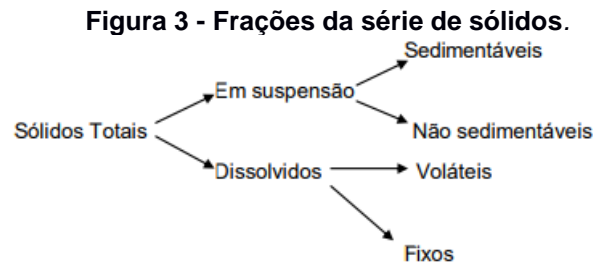 Figura 3 - Frações da série de sólidos.
Sedimentáveis
Em suspensão
Sólidos Totais
Não sedimentáveis
Dissolvidos
Voláteis
Fixos